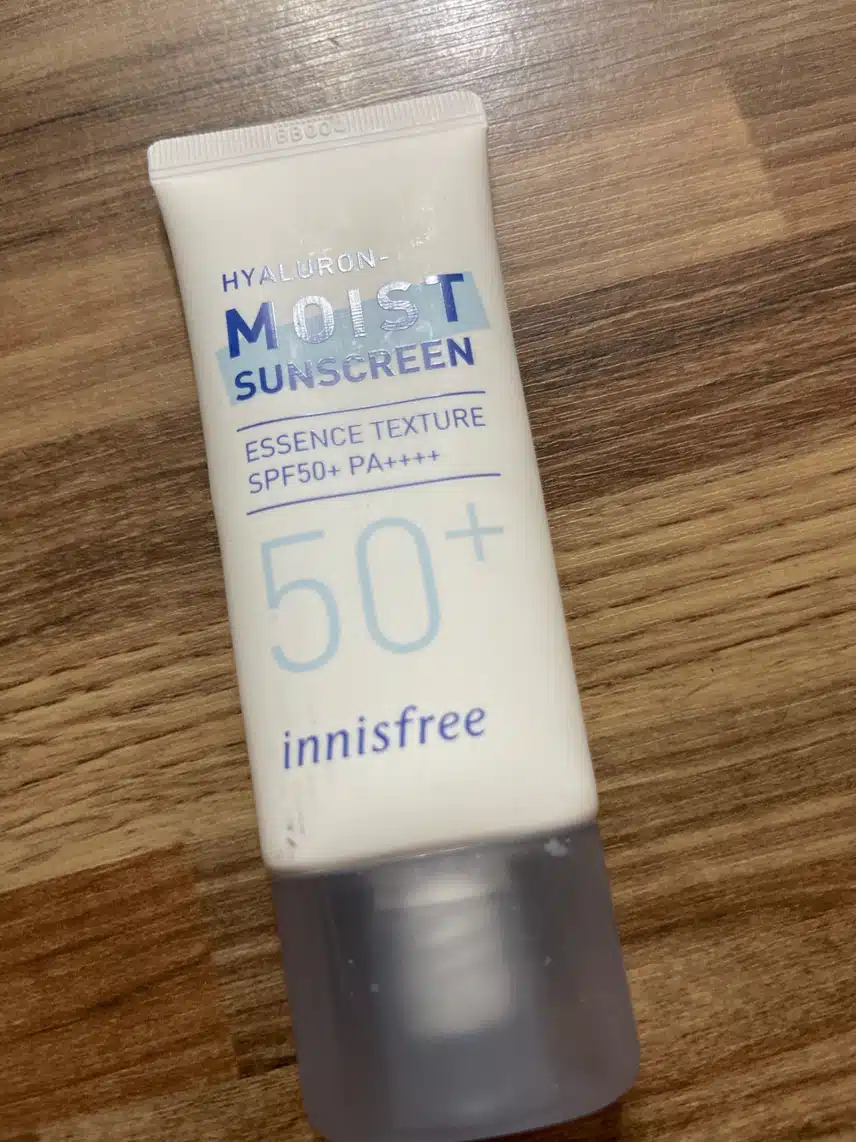 HYALURON-
MOIST
SUNSCREEN
ESSENCE TEXTURE
SPF50+ PA++++
50+
innisfree